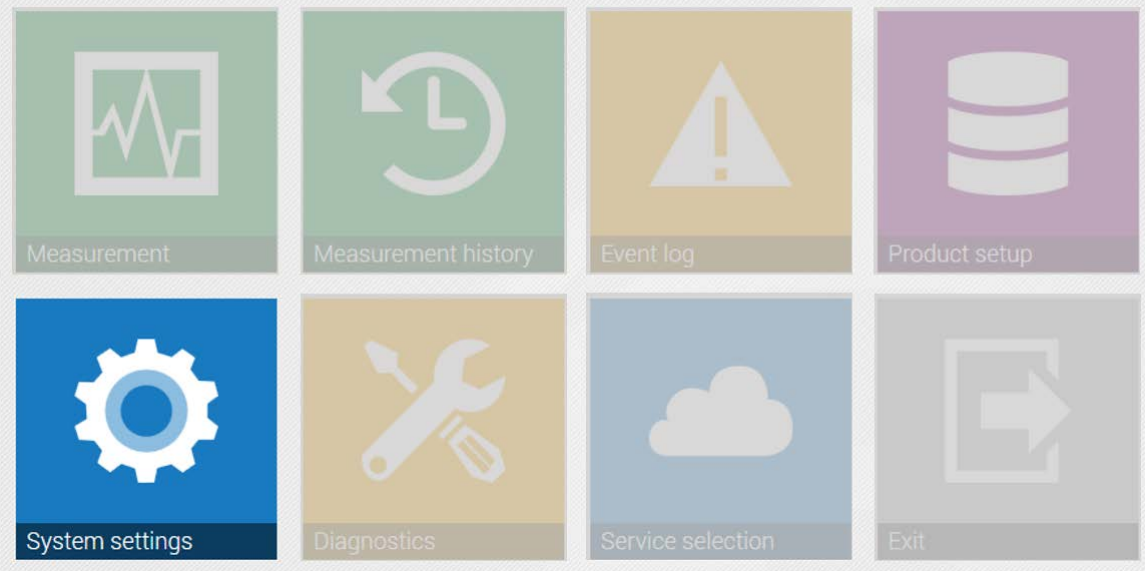 Measurement
Measurement history
Event log
Product setup
System settings
Diagnostics
Service selection
Exit